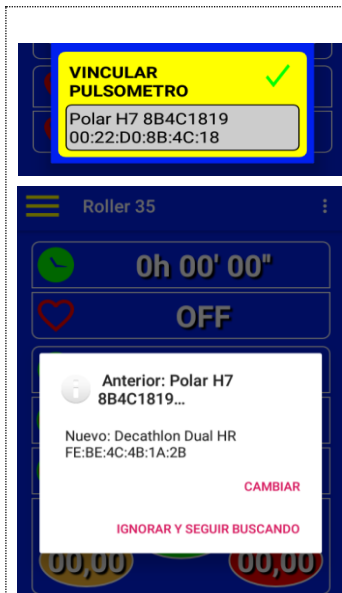 VINCULAR
PULSOMETRO
Polar H7 8B4C1819
00:22:D0:8B:4C:18
Roller 35
0h 00' 00"
OFF
Anterior: Polar H7
8B4C1819...
Nuevo: Decathlon Dual HR
FE:BE:4C:4B:1A:2B
CAMBIAR
IGNORAR Y SEGUIR BUSCANDO
00,00 00,00